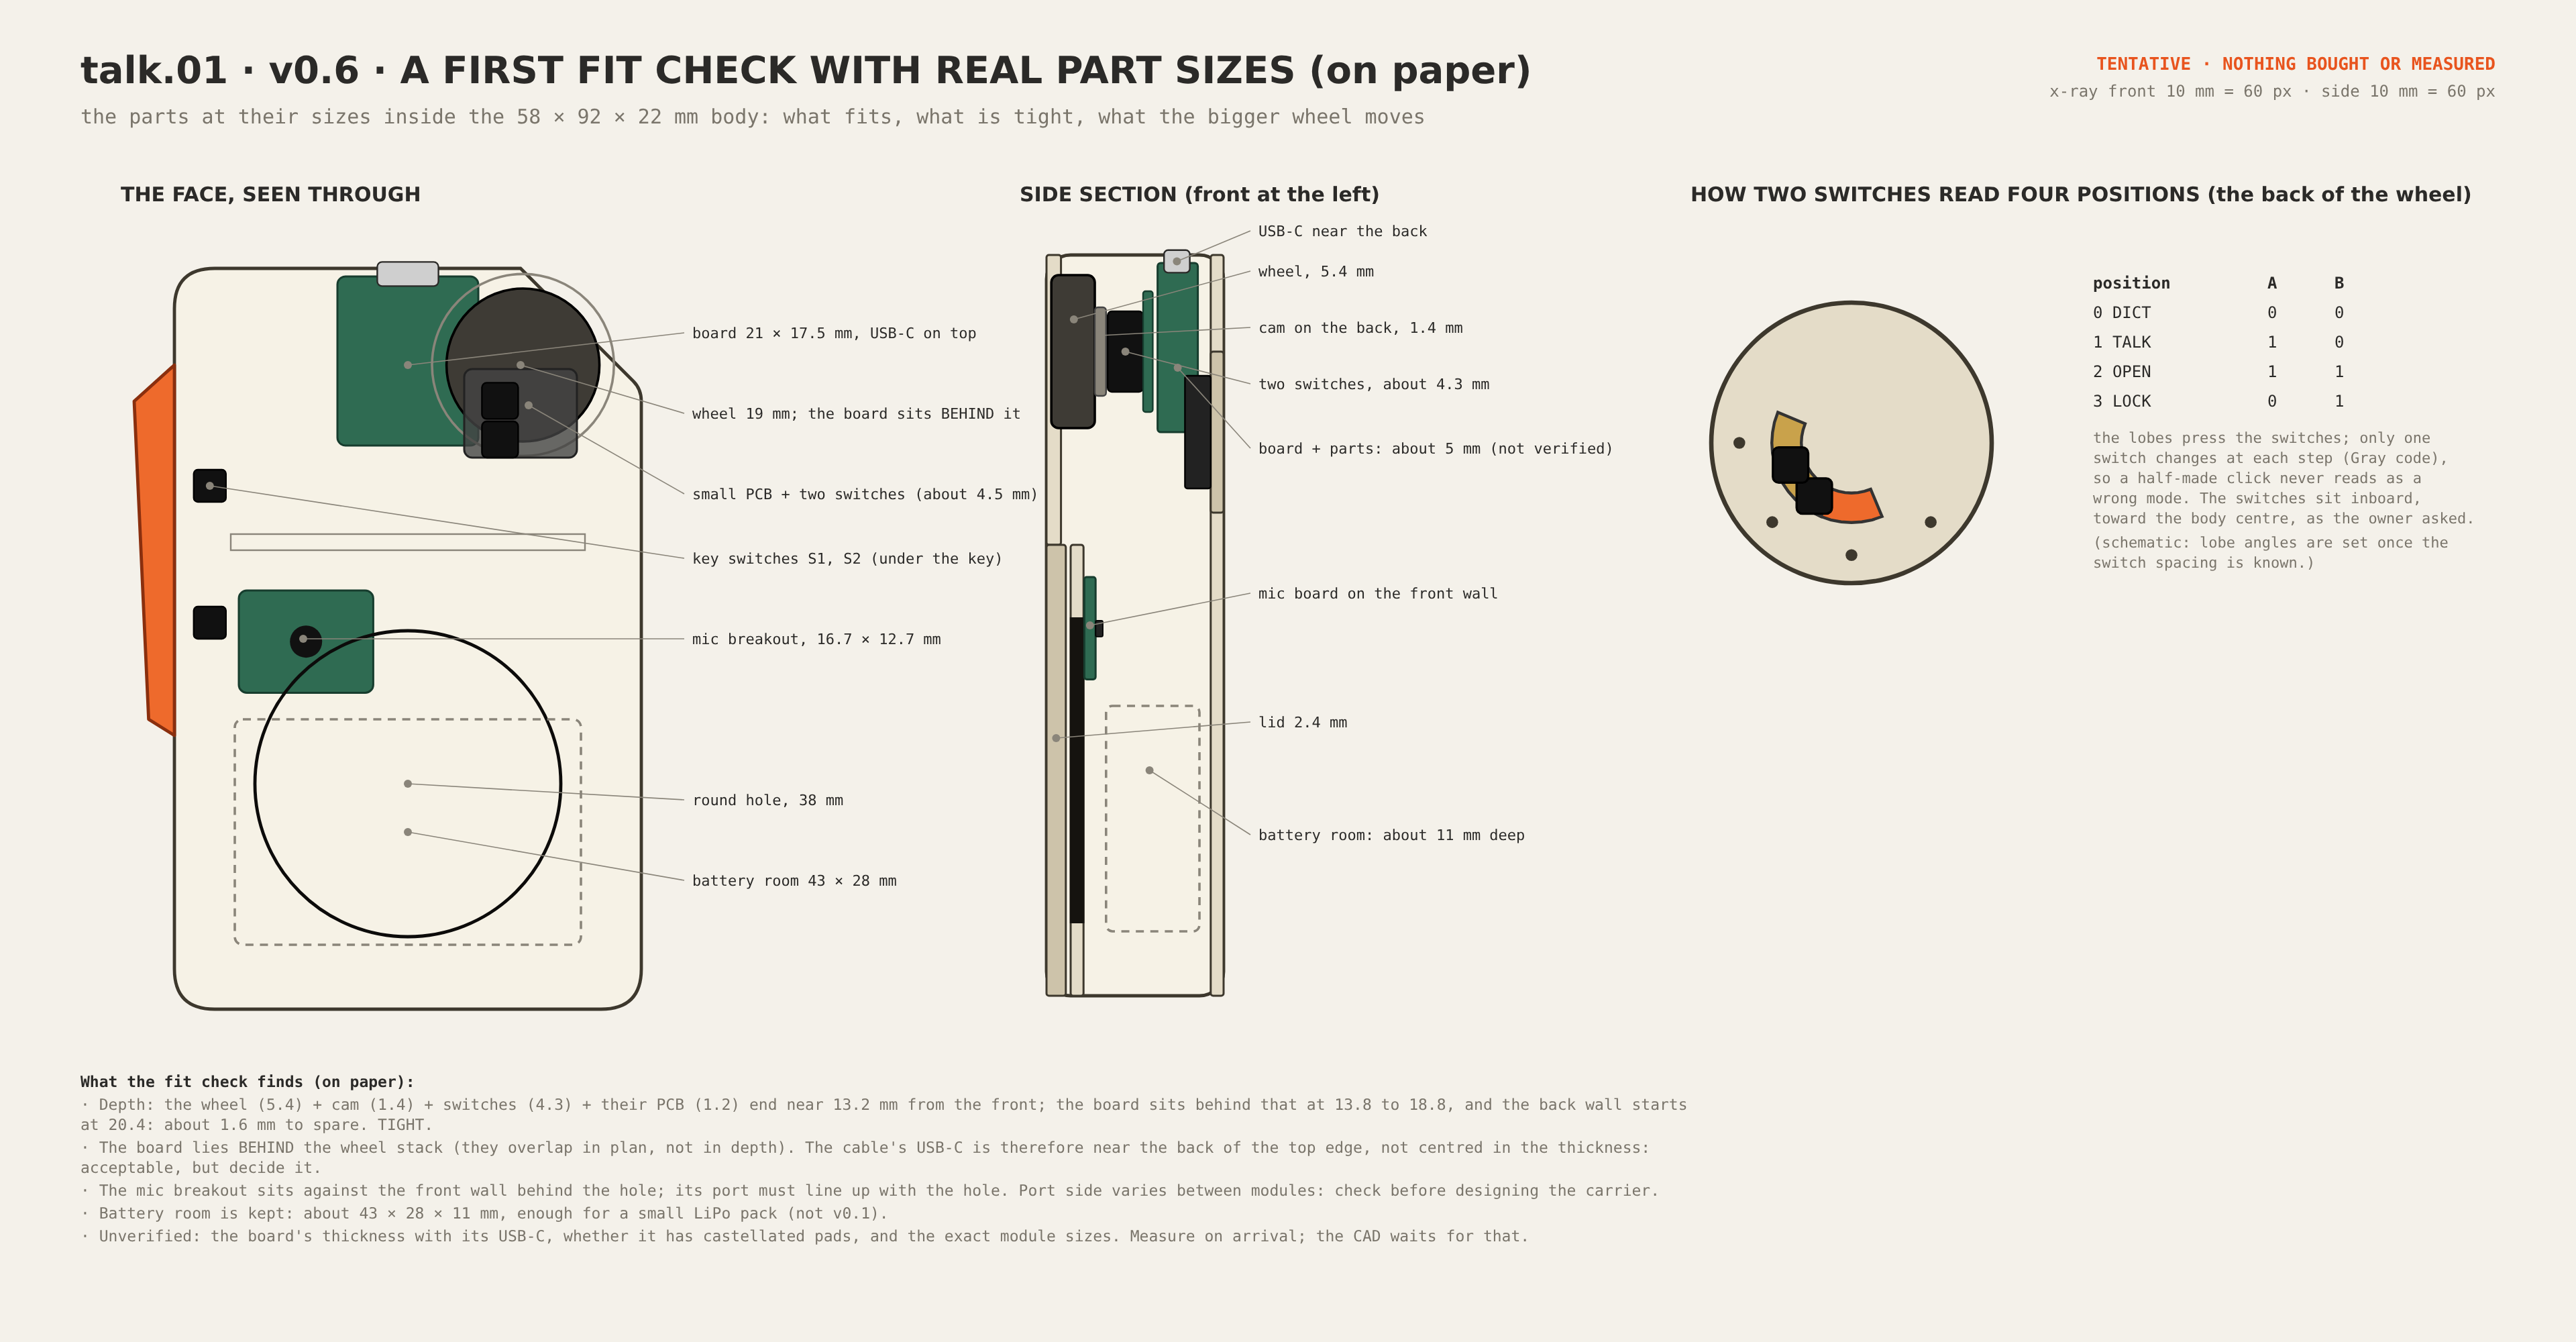 talk.01 · v0.6 · A FIRST FIT CHECK WITH REAL PART SIZES (on paper)
the parts at their sizes inside the 58 × 92 × 22 mm body: what fits, what is tight, what the bigger wheel moves
TENTATIVE · NOTHING BOUGHT OR MEASURED
x-ray front 10 mm = 60 px · side 10 mm = 60 px
THE FACE, SEEN THROUGH
board 21 × 17.5 mm, USB-C on top
wheel 19 mm; the board sits BEHIND it
small PCB + two switches (about 4.5 mm)
key switches S1, S2 (under the key)
mic breakout, 16.7 × 12.7 mm
round hole, 38 mm
battery room 43 × 28 mm
SIDE SECTION (front at the left)
USB-C near the back
wheel, 5.4 mm
cam on the back, 1.4 mm
two switches, about 4.3 mm
board + parts: about 5 mm (not verified)
mic board on the front wall
lid 2.4 mm
battery room: about 11 mm deep
HOW TWO SWITCHES READ FOUR POSITIONS (the back of the wheel)
position A B
0 DICT 0 0
1 TALK 1 0
2 OPEN 1 1
3 LOCK 0 1
the lobes press the switches; only one
switch changes at each step (Gray code),
so a half-made click never reads as a
wrong mode. The switches sit inboard,
toward the body centre, as the owner asked.
(schematic: lobe angles are set once the
switch spacing is known.)
What the fit check finds (on paper):
· Depth: the wheel (5.4) + cam (1.4) + switches (4.3) + their PCB (1.2) end near 13.2 mm from the front; the board sits behind that at 13.8 to 18.8, and the back wall starts
at 20.4: about 1.6 mm to spare. TIGHT.
· The board lies BEHIND the wheel stack (they overlap in plan, not in depth). The cable's USB-C is therefore near the back of the top edge, not centred in the thickness:
acceptable, but decide it.
· The mic breakout sits against the front wall behind the hole; its port must line up with the hole. Port side varies between modules: check before designing the carrier.
· Battery room is kept: about 43 × 28 × 11 mm, enough for a small LiPo pack (not v0.1).
· Unverified: the board's thickness with its USB-C, whether it has castellated pads, and the exact module sizes. Measure on arrival; the CAD waits for that.